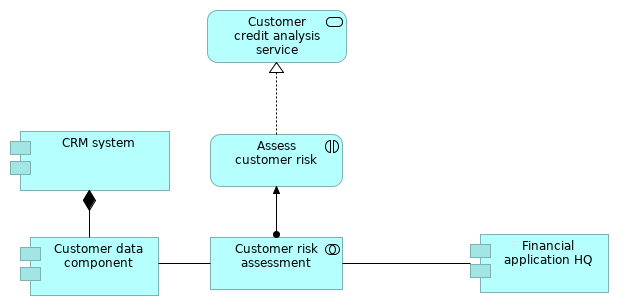 Customer
credit analysis
service
CRM system
Assess
customer risk
Customer data
component
Customer risk
assessment
Financial
application HQ